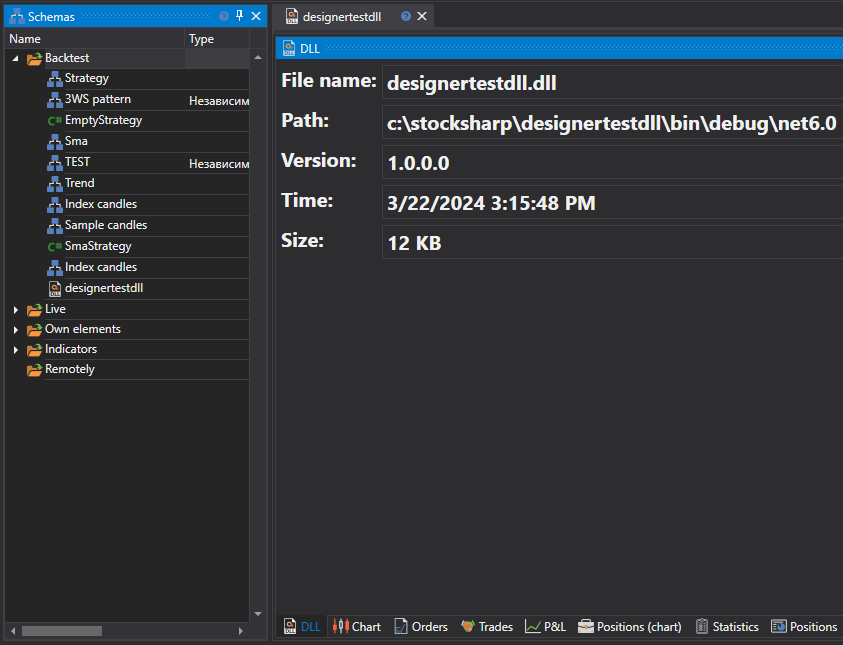 Schemas
Name Type
Backtest
Strategy
3WS pattern Независим
C# EmptyStrategy
Sma
TEST Независим
Trend
Index candles
Sample candles
C# SmaStrategy
Index candles
designertestdll
Live
Own elements
Indicators
Remotely
designertestdll
DLL
File name: designertestdll.dll
Path: c:\stocksharp\designertestdll\bin\debug\net6.0
Version: 1.0.0.0
Time: 3/22/2024 3:15:48 PM
Size: 12 KB
DLL Chart Orders Trades P&L Positions (chart) Statistics Positions